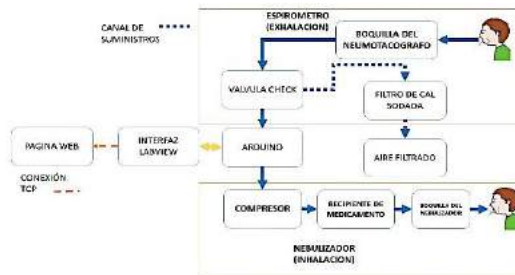 CANAL DE
SUMINISTROS
ESPIROMETRO
(EXHALACION)
BOQUILLA DEL
NEUMOTACOGRAFO
VALVULA CHECK
FILTRO DE CAL
SODADA
PAGINA WEB
INTERFAZ
LABVIEW
ARDUINO
AIRE FILTRADO
CONEXIÓN
TCP
COMPRESOR
RECIPIENTE DE
MEDICAMENTO
BOQUILLA DEL
NEBULIZADOR
NEBULIZADOR
(INHALACION)